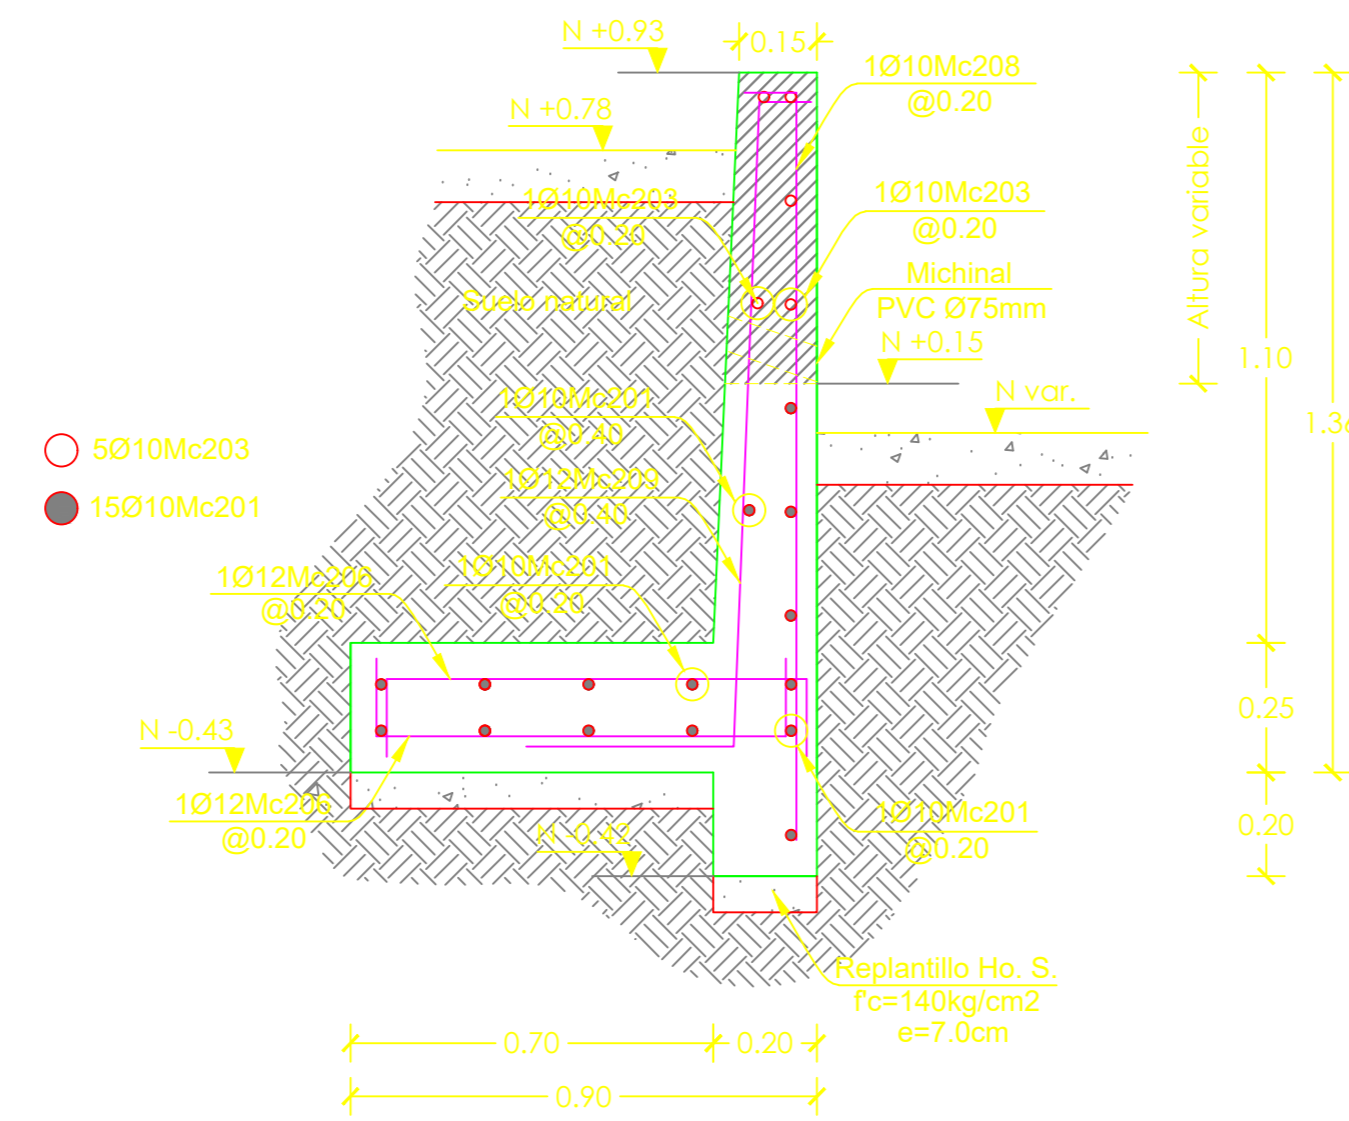 N +0.93
0.15
1Ø10Mc208
@0.20
N +0.78
1Ø10Mc203
@0.20
1Ø10Mc203
@0.20
Altura variable
Michinal
PVC Ø75mm
Suelo natural
N +0.15
1.10
N var.
1Ø10Mc201
@0.40
5Ø10Mc203
1Ø12Mc209
@0.40
15Ø10Mc201
1Ø12Mc206
@0.20
1Ø10Mc201
@0.20
0.25
N -0.43
1Ø12Mc206
@0.20
N -0.42
1Ø10Mc201
@0.20
0.20
Replantillo Ho. S.
f'c=140kg/cm2
e=7.0cm
0.70
0.20
0.90